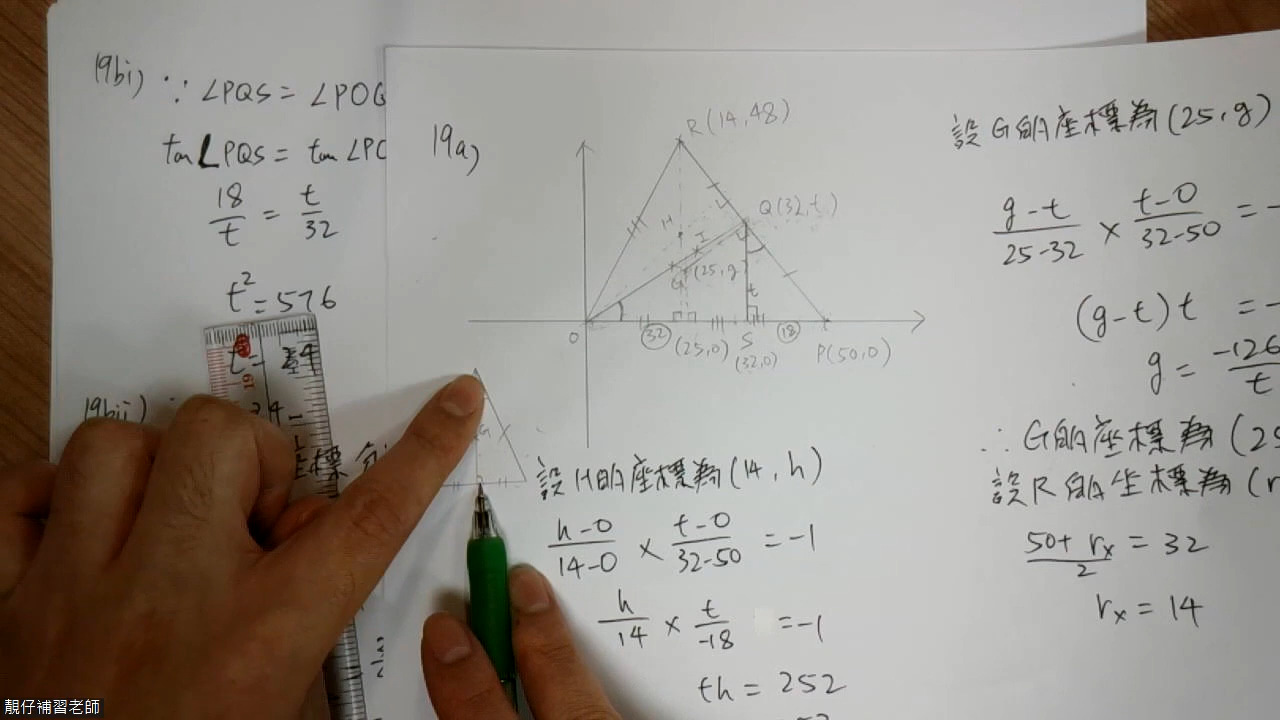 19bi) ∵ ∠PQS = ∠POQ
tan∠PQS = tan∠PO
18/t = t/32
t² = 576
t = 24
19bii)
19a)
R(14,48)
Q(32,t)
H
I
G (25,g)
t
O
32
(25,0)
S
(32,0)
18
P(50,0)
G
設H的座標為(14,h)
(h-0)/(14-0) × (t-0)/(32-50) = -1
h/14 × t/-18 = -1
th = 252
設G的座標為(25,g)
(g-t)/(25-32) × (t-0)/(32-50) = -
(g-t)t = -
g = -126/t
∴ G的座標為(25
設R的坐標為(r
(50+rx)/2 = 32
rx = 14
靚仔補習老師